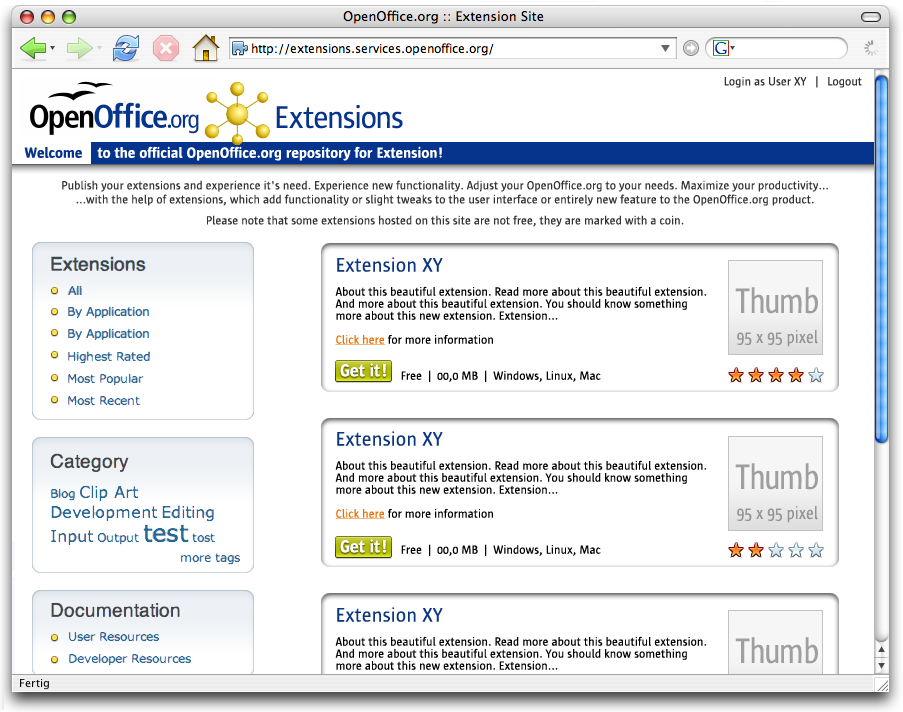 OpenOffice.org :: Extension Site
http://extensions.services.openoffice.org/
G
Login as User XY | Logout
OpenOffice.org Extensions
Welcome to the official OpenOffice.org repository for Extension!
Publish your extensions and experience it's need. Experience new functionality. Adjust your OpenOffice.org to your needs. Maximize your productivity...
...with the help of extensions, which add functionality or slight tweaks to the user interface or entirely new feature to the OpenOffice.org product.
Please note that some extensions hosted on this site are not free, they are marked with a coin.
Extensions
All
By Application
By Application
Highest Rated
Most Popular
Most Recent
Category
Blog Clip Art
Development Editing
Input Output test tost
more tags
Documentation
User Resources
Developer Resources
Extension XY
About this beautiful extension. Read more about this beautiful extension.
And more about this beautiful extension. You should know something
more about this new extension. Extension...
Click here for more information
Get it! Free | 00,0 MB | Windows, Linux, Mac
Thumb
95 x 95 pixel
Extension XY
About this beautiful extension. Read more about this beautiful extension.
And more about this beautiful extension. You should know something
more about this new extension. Extension...
Click here for more information
Get it! Free | 00,0 MB | Windows, Linux, Mac
Thumb
95 x 95 pixel
Extension XY
About this beautiful extension. Read more about this beautiful extension.
And more about this beautiful extension. You should know something
more about this new extension. Extension...
Thumb
Fertig